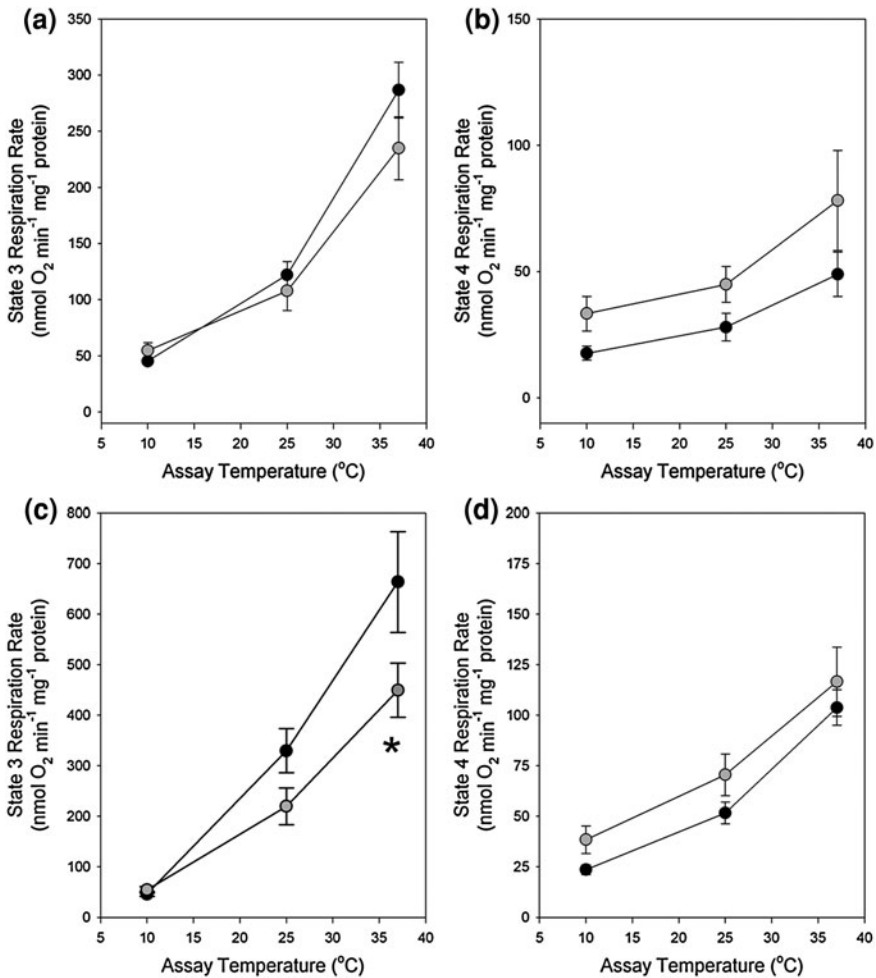 (a)
State 3 Respiration Rate
(nmol O2 min-1 mg-1 protein)
350
300
250
200
150
100
50
0
5 10 15 20 25 30 35 40
Assay Temperature (oC)
(b)
State 4 Respiration Rate
(nmol O2 min-1 mg-1 protein)
150
100
50
0
5 10 15 20 25 30 35 40
Assay Temperature (oC)
(c)
State 3 Respiration Rate
(nmol O2 min-1 mg-1 protein)
800
700
600
500
400
300
200
100
0
*
5 10 15 20 25 30 35 40
Assay Temperature (oC)
(d)
State 4 Respiration Rate
(nmol O2 min-1 mg-1 protein)
200
175
150
125
100
75
50
25
0
5 10 15 20 25 30 35 40
Assay Temperature (oC)